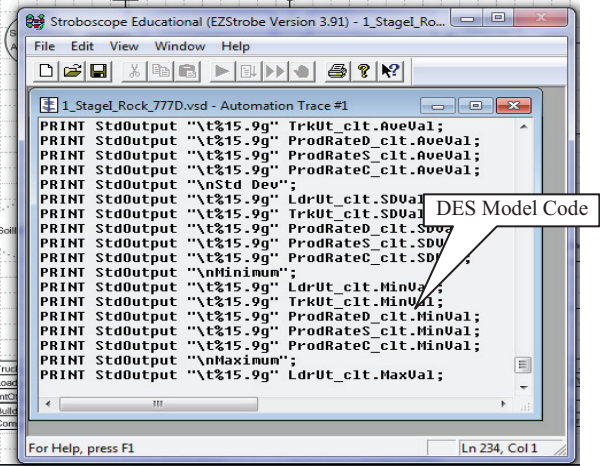 Stroboscope Educational (EZStrobe Version 3.91) - 1_StageI_Ro...
File Edit View Window Help
1_StageI_Rock_777D.vsd - Automation Trace #1
PRINT StdOutput "\t%15.9g" TrkUt_clt.AveVal;
PRINT StdOutput "\t%15.9g" ProdRateD_clt.AveVal;
PRINT StdOutput "\t%15.9g" ProdRateS_clt.AveVal;
PRINT StdOutput "\t%15.9g" ProdRateC_clt.AveVal;
PRINT StdOutput "\nStd Dev";
PRINT StdOutput "\t%15.9g" LdrUt_clt.SDVal;
PRINT StdOutput "\t%15.9g" TrkUt_clt.SDVal
PRINT StdOutput "\t%15.9g" ProdRateD_clt.SDVa
PRINT StdOutput "\t%15.9g" ProdRateS_clt.SDV
PRINT StdOutput "\t%15.9g" ProdRateC_clt.SD
PRINT StdOutput "\nMinimum";
PRINT StdOutput "\t%15.9g" LdrUt_clt.MinVal;
PRINT StdOutput "\t%15.9g" TrkUt_clt.MinVal;
PRINT StdOutput "\t%15.9g" ProdRateD_clt.MinVal;
PRINT StdOutput "\t%15.9g" ProdRateS_clt.MinVal;
PRINT StdOutput "\t%15.9g" ProdRateC_clt.MinVal;
PRINT StdOutput "\nMaximum";
PRINT StdOutput "\t%15.9g" LdrUt_clt.MaxVal;
DES Model Code
For Help, press F1
Ln 234, Col 1